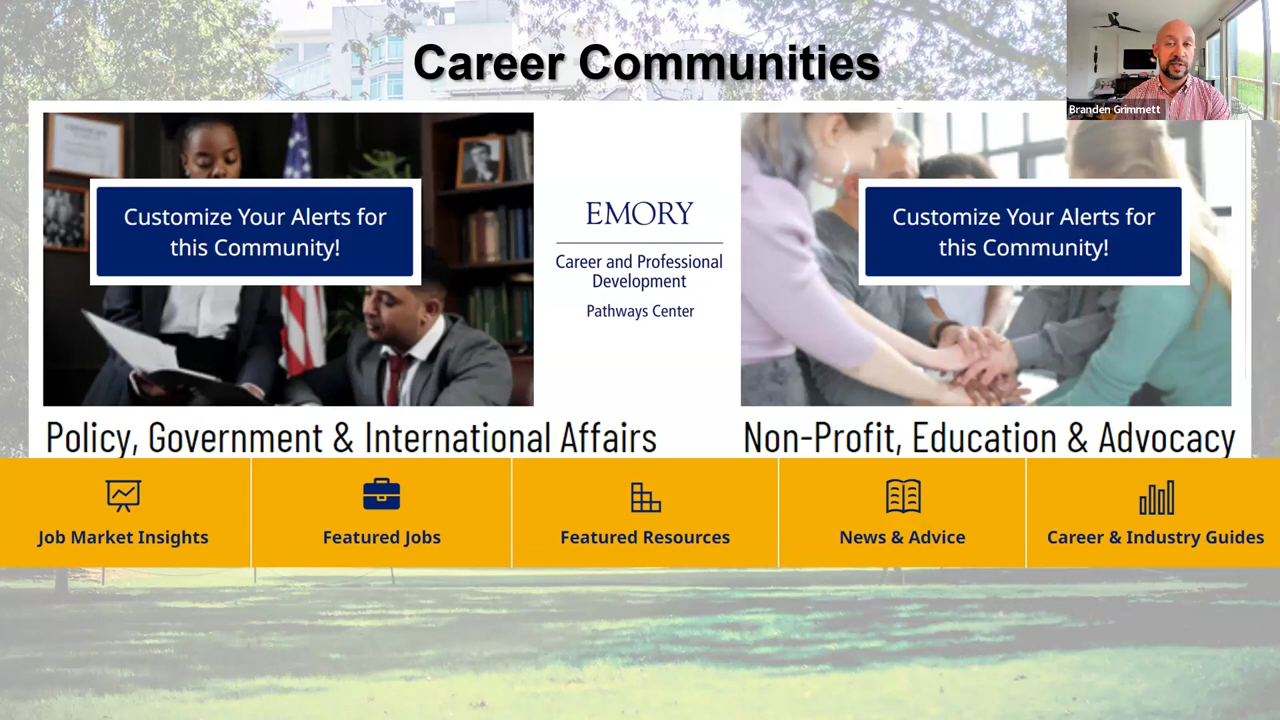 Career Communities
Branden Grimmett
Customize Your Alerts for
this Community!
EMORY
Career and Professional
Development
Pathways Center
Customize Your Alerts for
this Community!
Policy, Government & International Affairs
Non-Profit, Education & Advocacy
Job Market Insights
Featured Jobs
Featured Resources
News & Advice
Career & Industry Guides